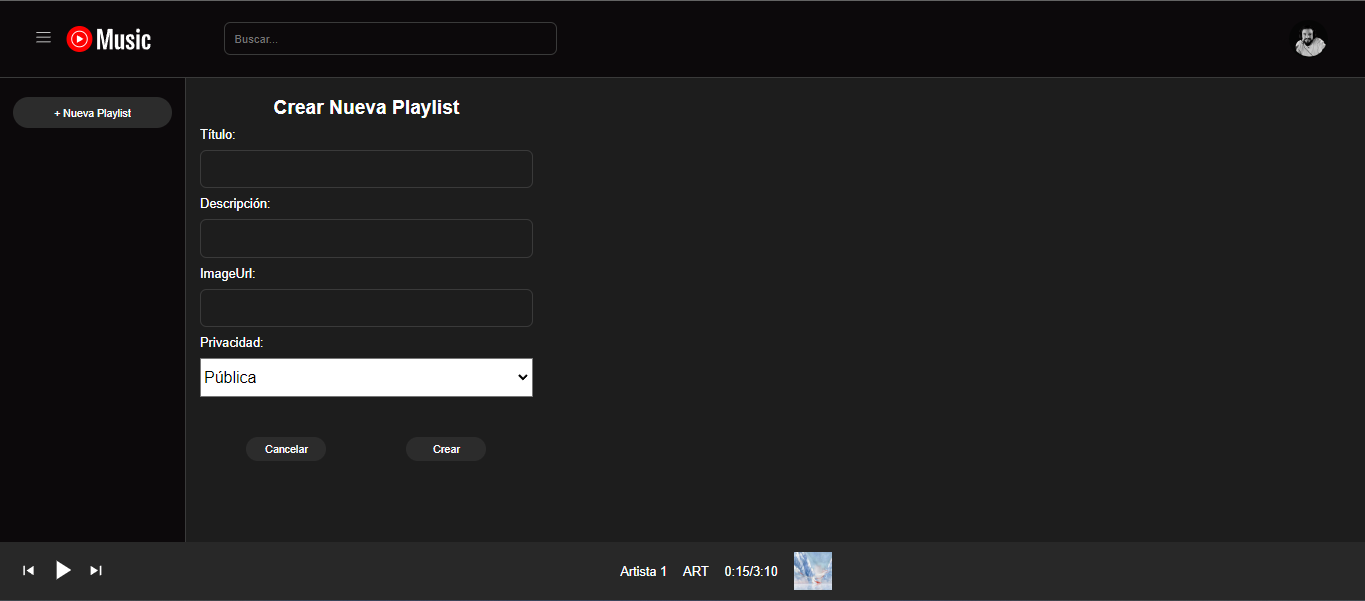 Music
Buscar...
+ Nueva Playlist
Crear Nueva Playlist
Título:
Descripción:
ImageUrl:
Privacidad:
Pública
Cancelar
Crear
Artista 1 ART 0:15/3:10